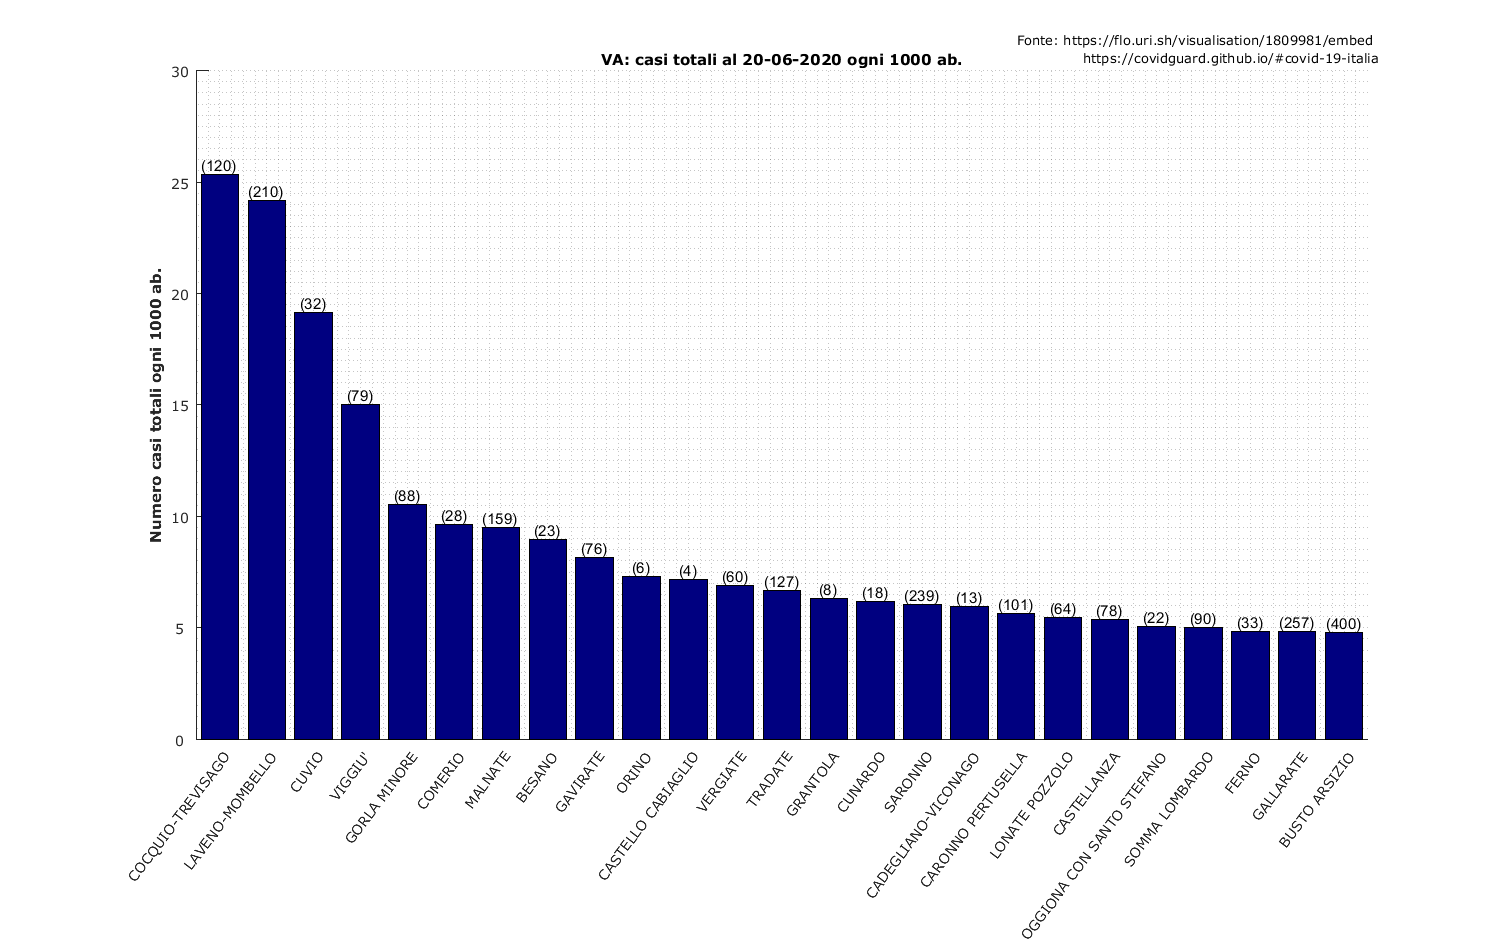 Fonte: https://flo.uri.sh/visualisation/1809981/embed
https://covidguard.github.io/#covid-19-italia
VA: casi totali al 20-06-2020 ogni 1000 ab.
Numero casi totali ogni 1000 ab.
30
25
20
15
10
5
0
(120)
(210)
(32)
(79)
(88)
(28)
(159)
(23)
(76)
(6)
(4)
(60)
(127)
(8)
(18)
(239)
(13)
(101)
(64)
(78)
(22)
(90)
(33)
(257)
(400)
COCQUIO-TREVISAGO
LAVENO-MOMBELLO
CUVIO
VIGGIU'
GORLA MINORE
COMERIO
MALNATE
BESANO
GAVIRATE
ORINO
CASTELLO CABIAGLIO
VERGIATE
TRADATE
GRANTOLA
CUNARDO
SARONNO
CADEGLIANO-VICONAGO
CARONNO PERTUSELLA
LONATE POZZOLO
CASTELLANZA
OGGIONA CON SANTO STEFANO
SOMMA LOMBARDO
FERNO
GALLARATE
BUSTO ARSIZIO